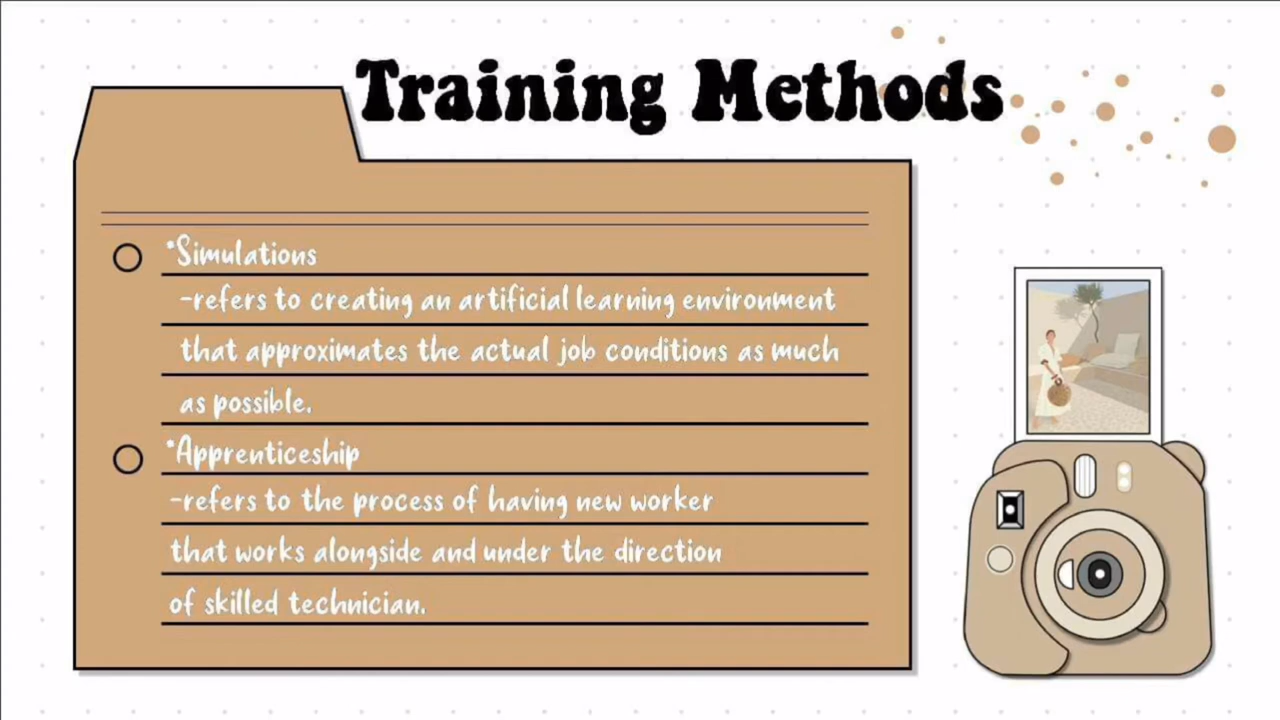 Training Methods
*Simulations
-refers to creating an artificial learning environment
that approximates the actual job conditions as much
as possible.
*Apprenticeship
-refers to the process of having new worker
that works alongside and under the direction
of skilled technician.